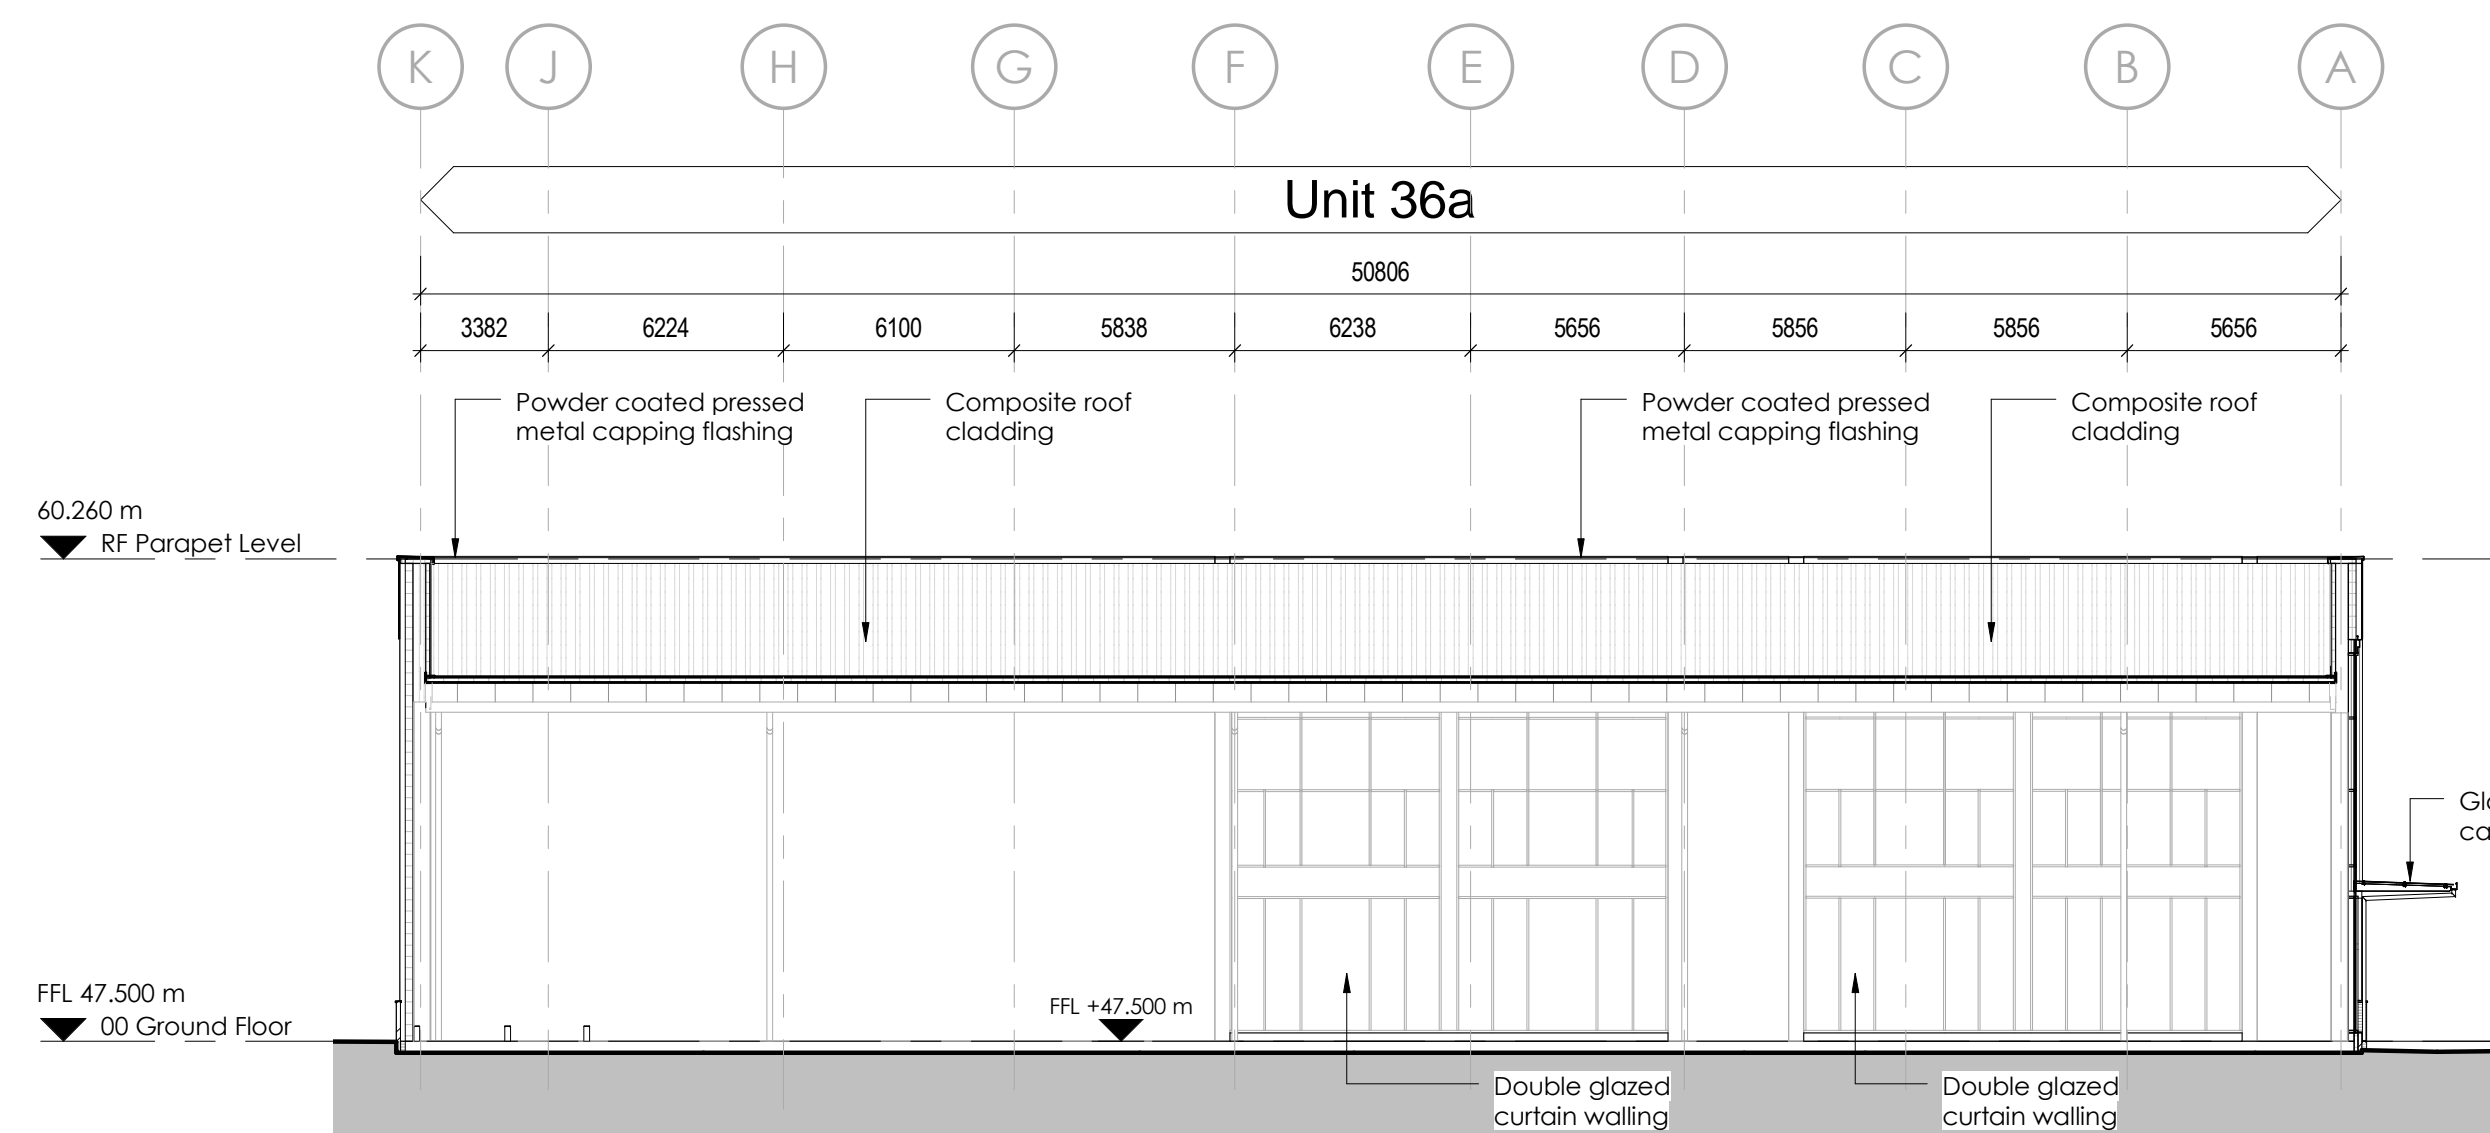 K J H G F E D C B A
Unit 36a
50806
3382 6224 6100 5838 6238 5656 5856 5856 5656
Powder coated pressed
metal capping flashing
Composite roof
cladding
Powder coated pressed
metal capping flashing
Composite roof
cladding
60.260 m
RF Parapet Level
FFL 47.500 m
00 Ground Floor
FFL +47.500 m
Double glazed
curtain walling
Double glazed
curtain walling